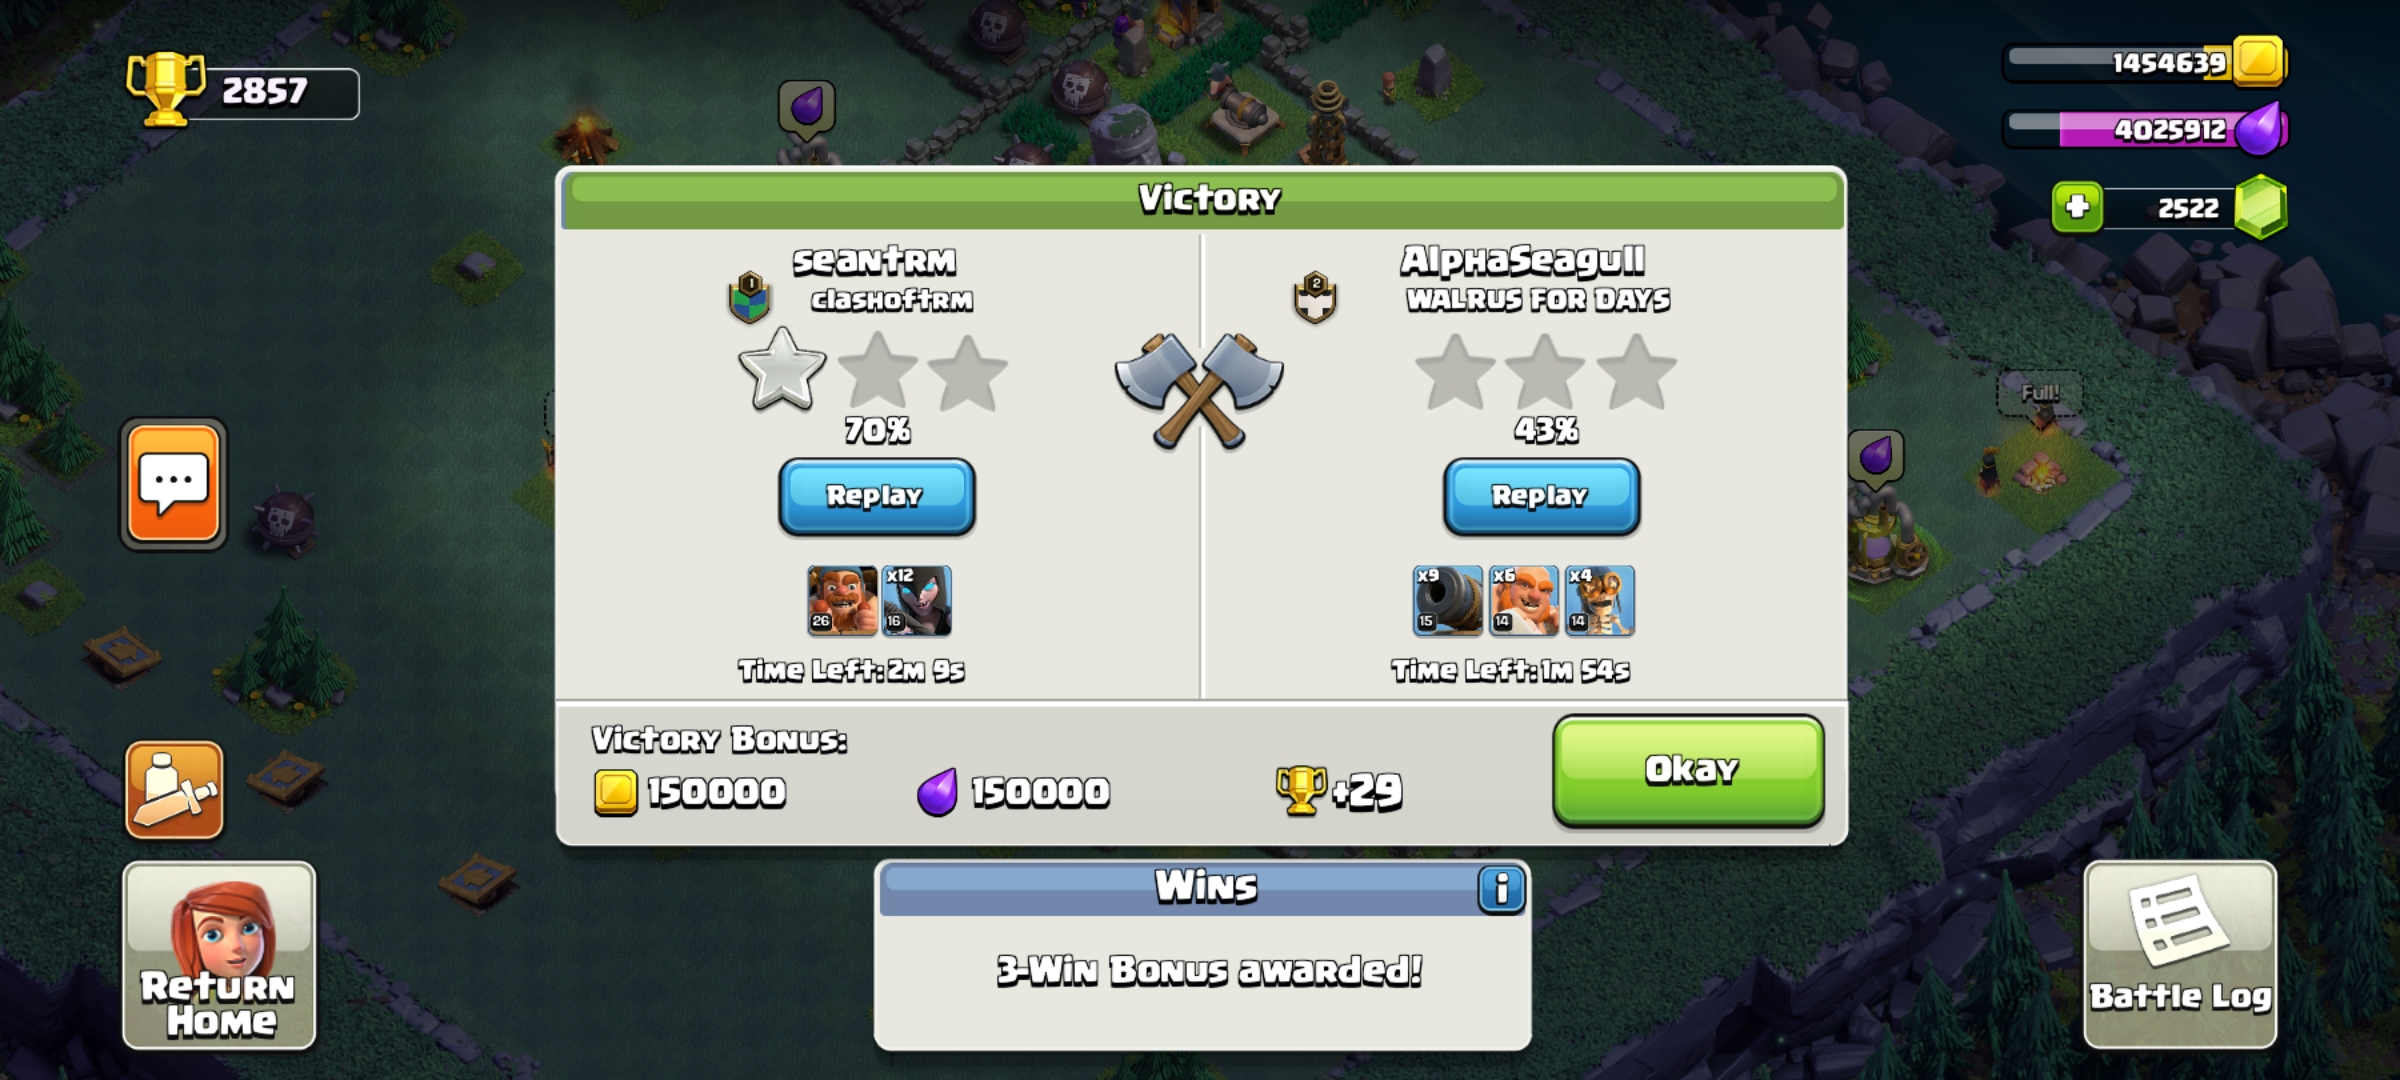 2857
1454639
4025912
2522
Victory
seantRM
clashoftRM
1
70%
Replay
26
x12
16
Time Left: 2m 9s
AlphaSeagull
WALRUS FOR DAYS
2
43%
Replay
x9
15
x6
14
x4
14
Time Left: 1m 54s
Full!
Victory Bonus:
150000
150000
+29
Okay
Wins
i
3-Win Bonus awarded!
Return
Home
Battle Log